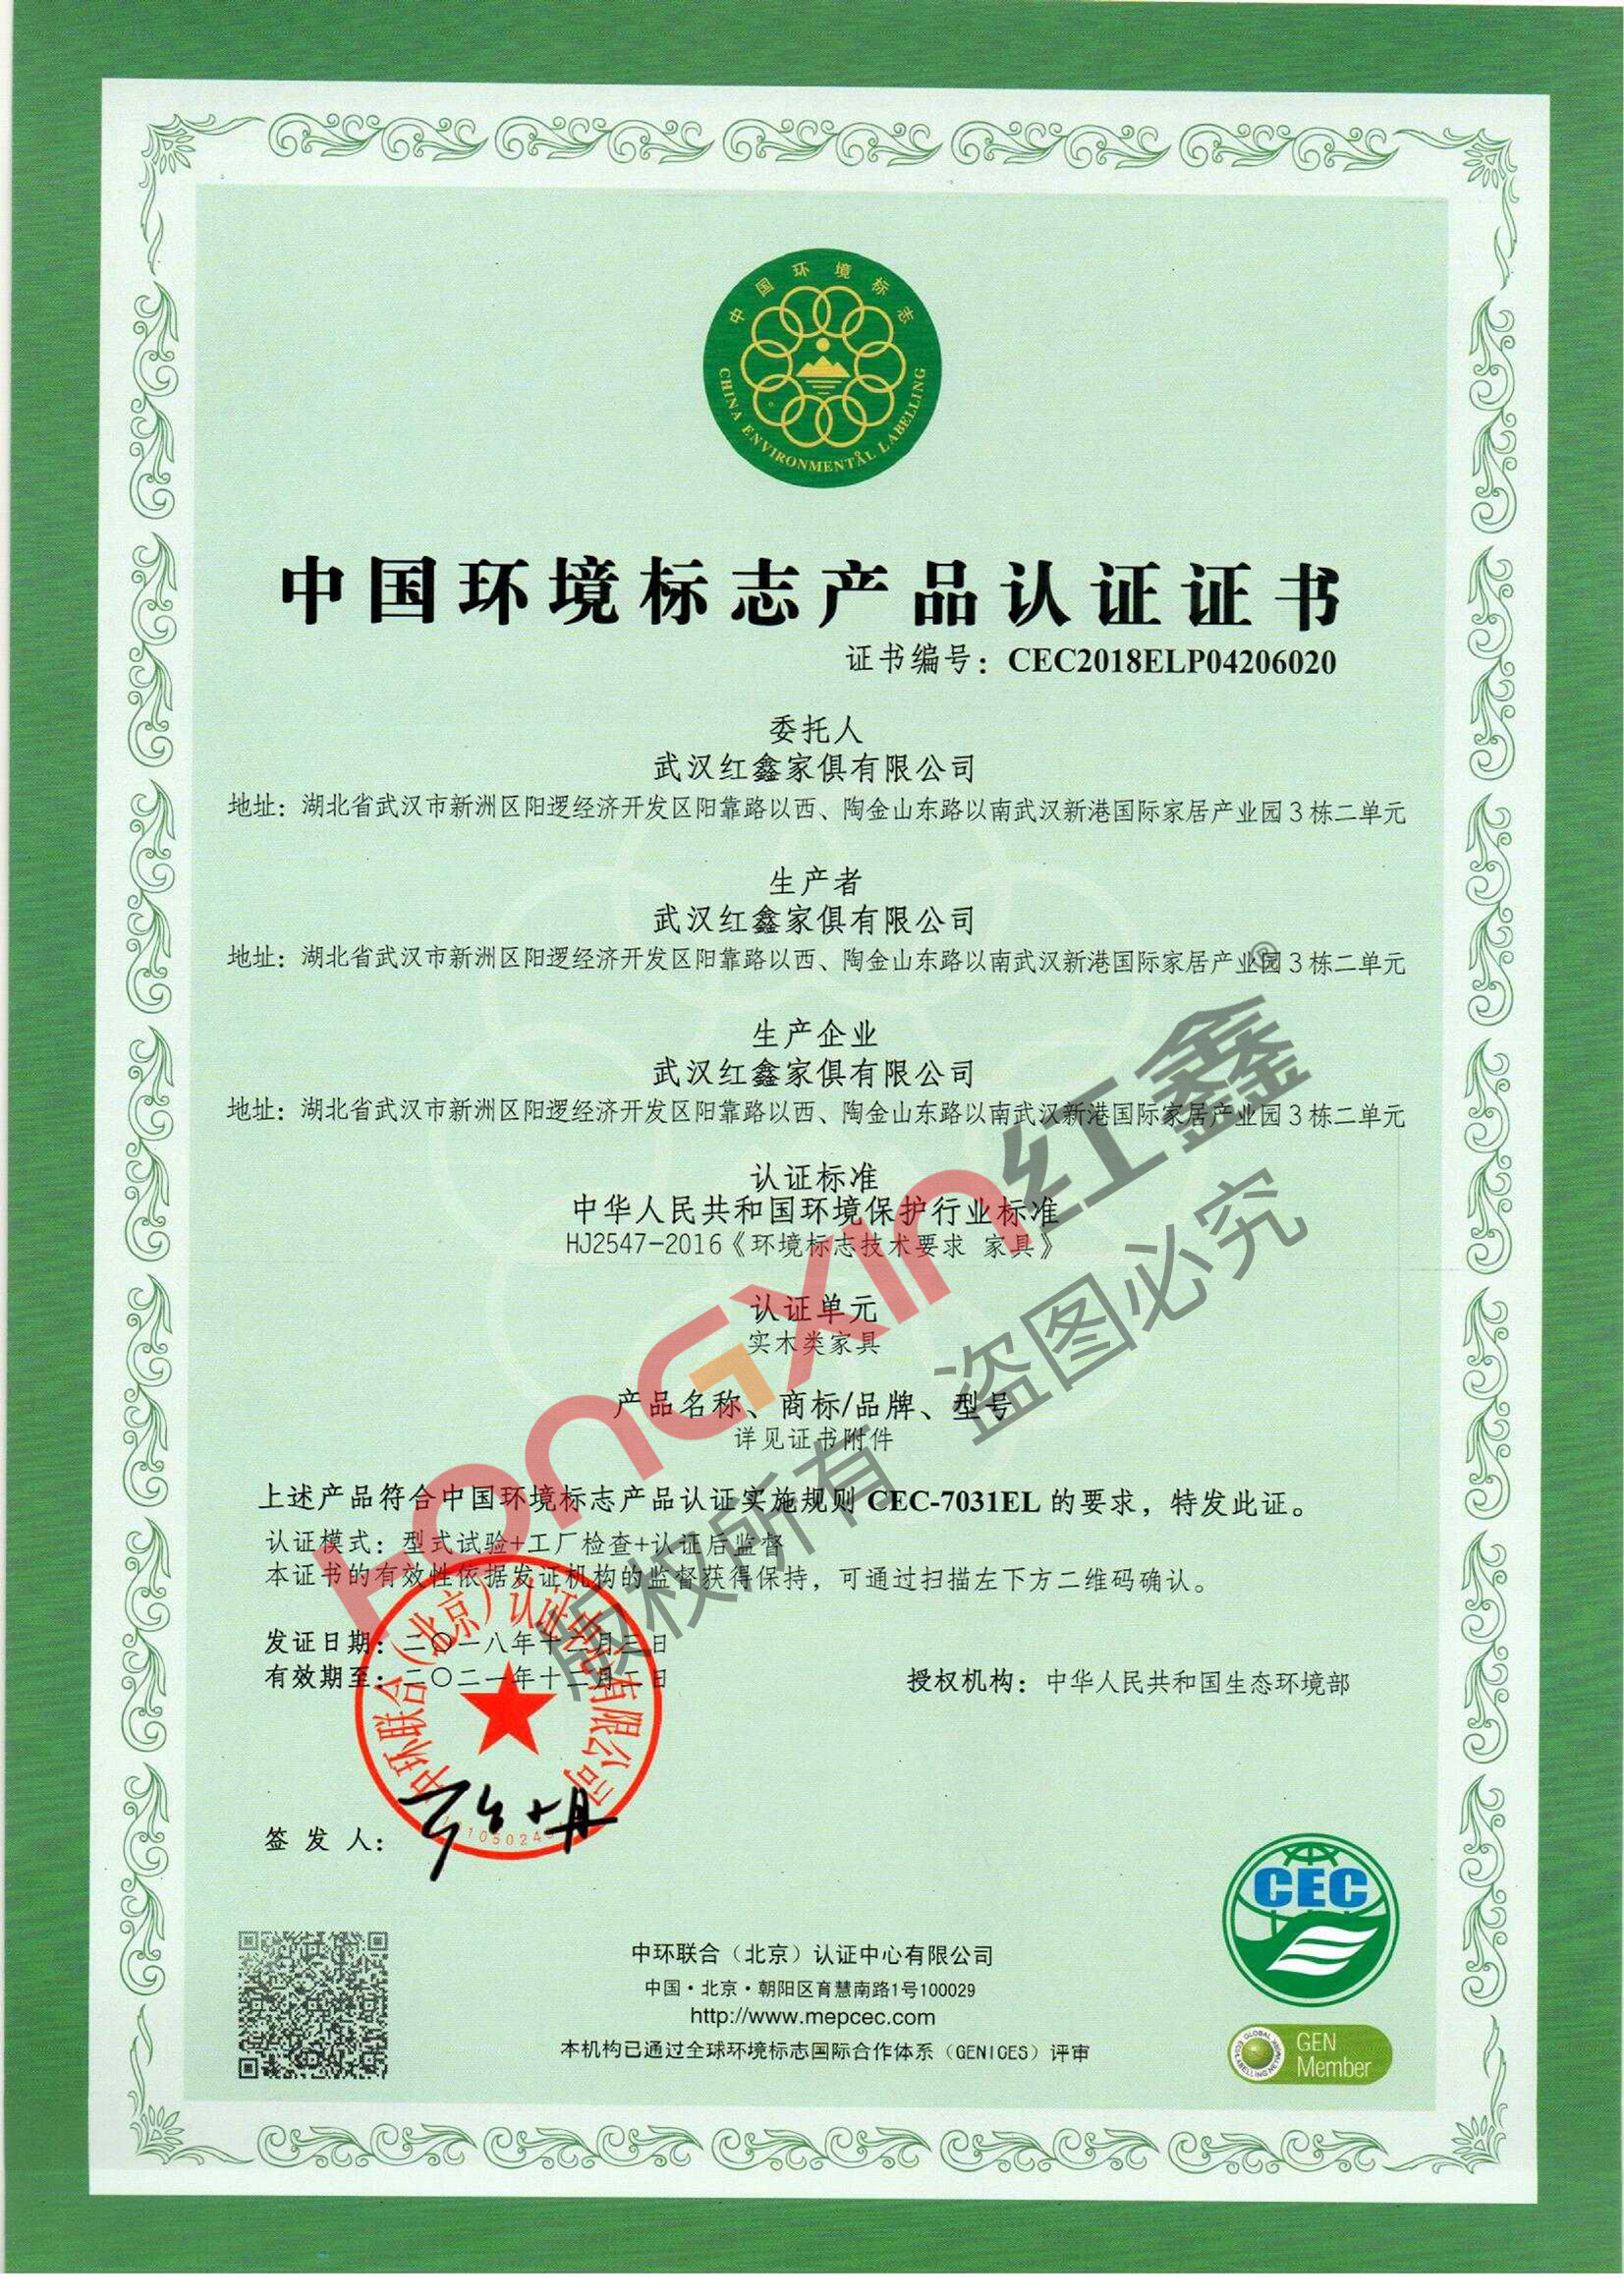 中国环境标志
CHINA ENVIRONMENTAL LABELLING
中国环境标志产品认证证书
证书编号：CEC2018ELP04206020
委托人
武汉红鑫家俱有限公司
地址：湖北省武汉市新洲区阳逻经济开发区阳靠路以西、陶金山东路以南武汉新港国际家居产业园3栋二单元
生产者
武汉红鑫家俱有限公司
地址：湖北省武汉市新洲区阳逻经济开发区阳靠路以西、陶金山东路以南武汉新港国际家居产业园3栋二单元
生产企业
武汉红鑫家俱有限公司
地址：湖北省武汉市新洲区阳逻经济开发区阳靠路以西、陶金山东路以南武汉新港国际家居产业园3栋二单元
认证标准
中华人民共和国环境保护行业标准
HJ2547-2016《环境标志技术要求 家具》
认证单元
实木类家具
产品名称、商标/品牌、型号
详见证书附件
上述产品符合中国环境标志产品认证实施规则 CEC-7031EL 的要求，特发此证。
认证模式：型式试验+工厂检查+认证后监督
本证书的有效性依据发证机构的监督获得保持，可通过扫描左下方二维码确认。
发证日期：二〇一八年十二月三日
有效期至：二〇二一年十二月二日
授权机构：中华人民共和国生态环境部
中环联合（北京）认证中心有限公司
签 发 人：
HONGXIN红鑫®
版权所有 盗图必究
CEC
中环联合（北京）认证中心有限公司
中国·北京·朝阳区育慧南路1号100029
http://www.mepcec.com
本机构已通过全球环境标志国际合作体系（GENICES）评审
GLOBAL ECOLABELLING NETWORK
GEN
Member